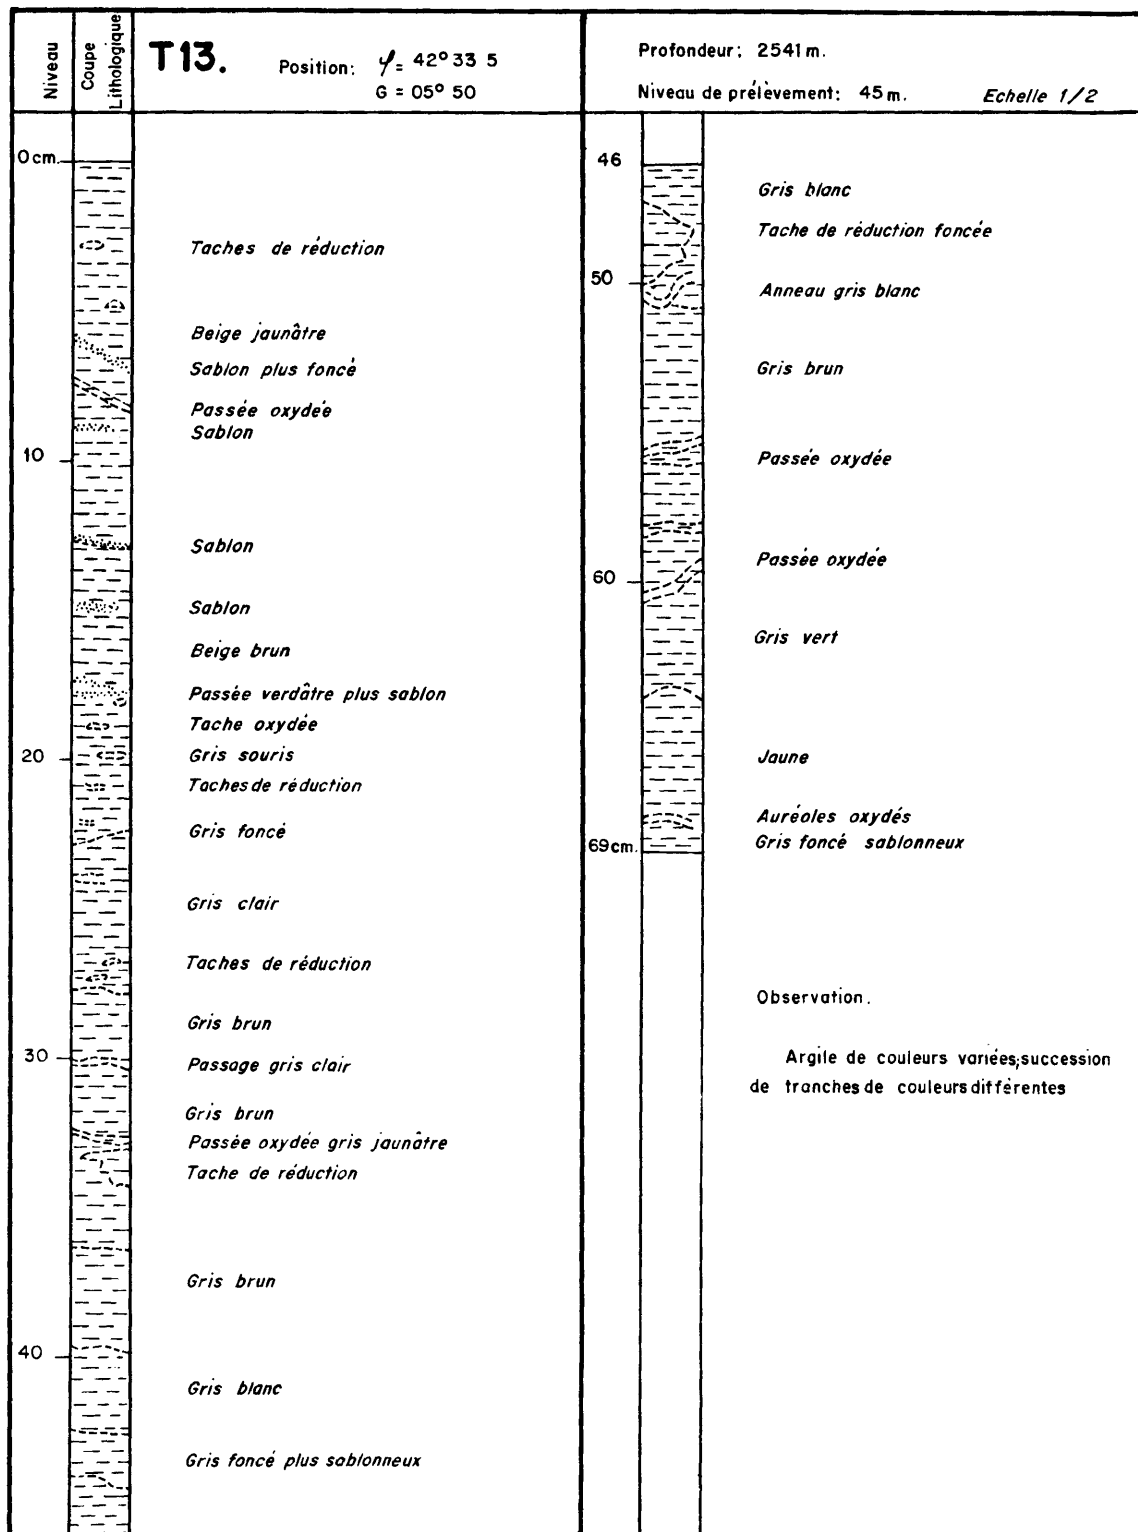 Niveau
Coupe
Lithologique
T13.
Position: φ= 42° 33 5
G = 05° 50
Profondeur: 2541 m.
Niveau de prélèvement: 45 m.
Echelle 1/2
0 cm.
Taches de réduction
Beige jaunâtre
Sablon plus foncé
Passée oxydée
Sablon
10
Sablon
Sablon
Beige brun
Passée verdâtre plus sablon
Tache oxydée
20
Gris souris
Taches de réduction
Gris foncé
Gris clair
Taches de réduction
Gris brun
30
Passage gris clair
Gris brun
Passée oxydée gris jaunâtre
Tache de réduction
Gris brun
40
Gris blanc
Gris foncé plus sablonneux
46
Gris blanc
Tache de réduction foncée
50
Anneau gris blanc
Gris brun
Passée oxydée
Passée oxydée
60
Gris vert
Jaune
Auréoles oxydés
Gris foncé sablonneux
69 cm.
Observation.
Argile de couleurs variées; succession
de tranches de couleurs différentes